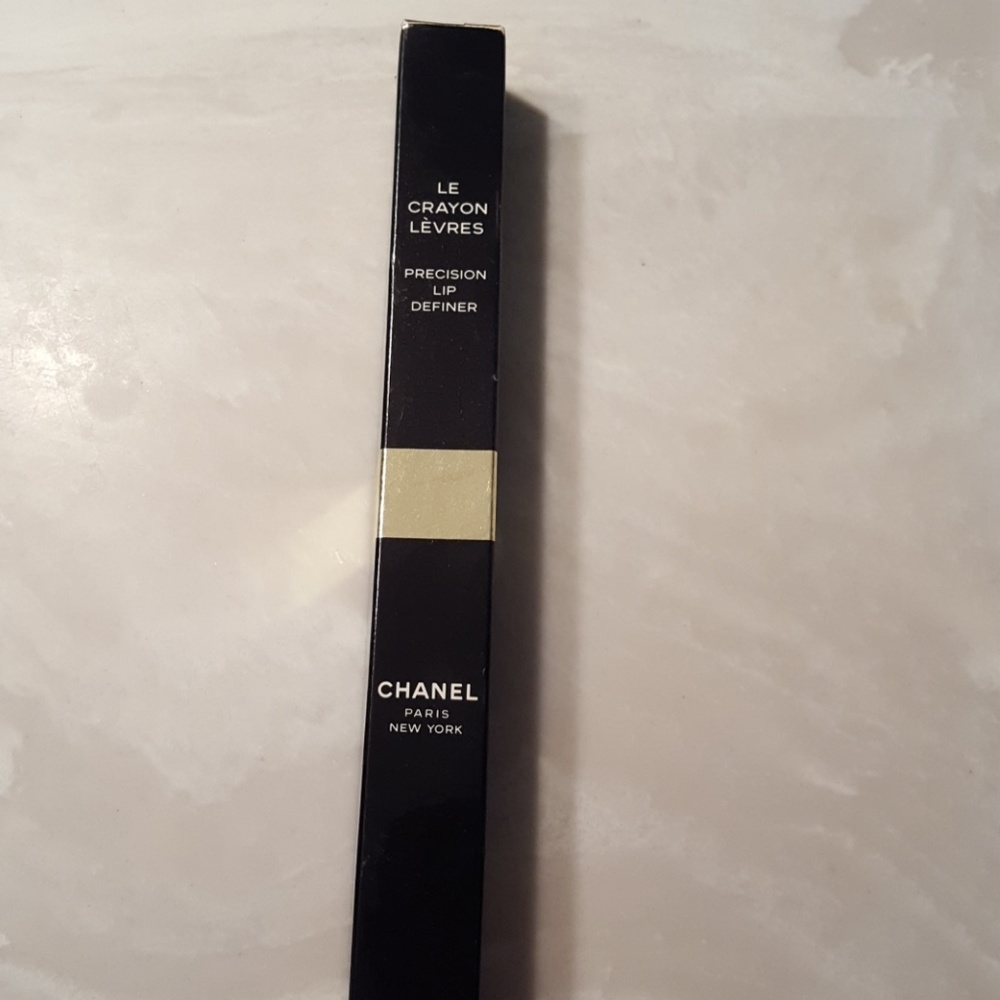 LE
CRAYON
LÈVRES
PRECISION
LIP
DEFINER
CHANEL
PARIS
NEW YORK